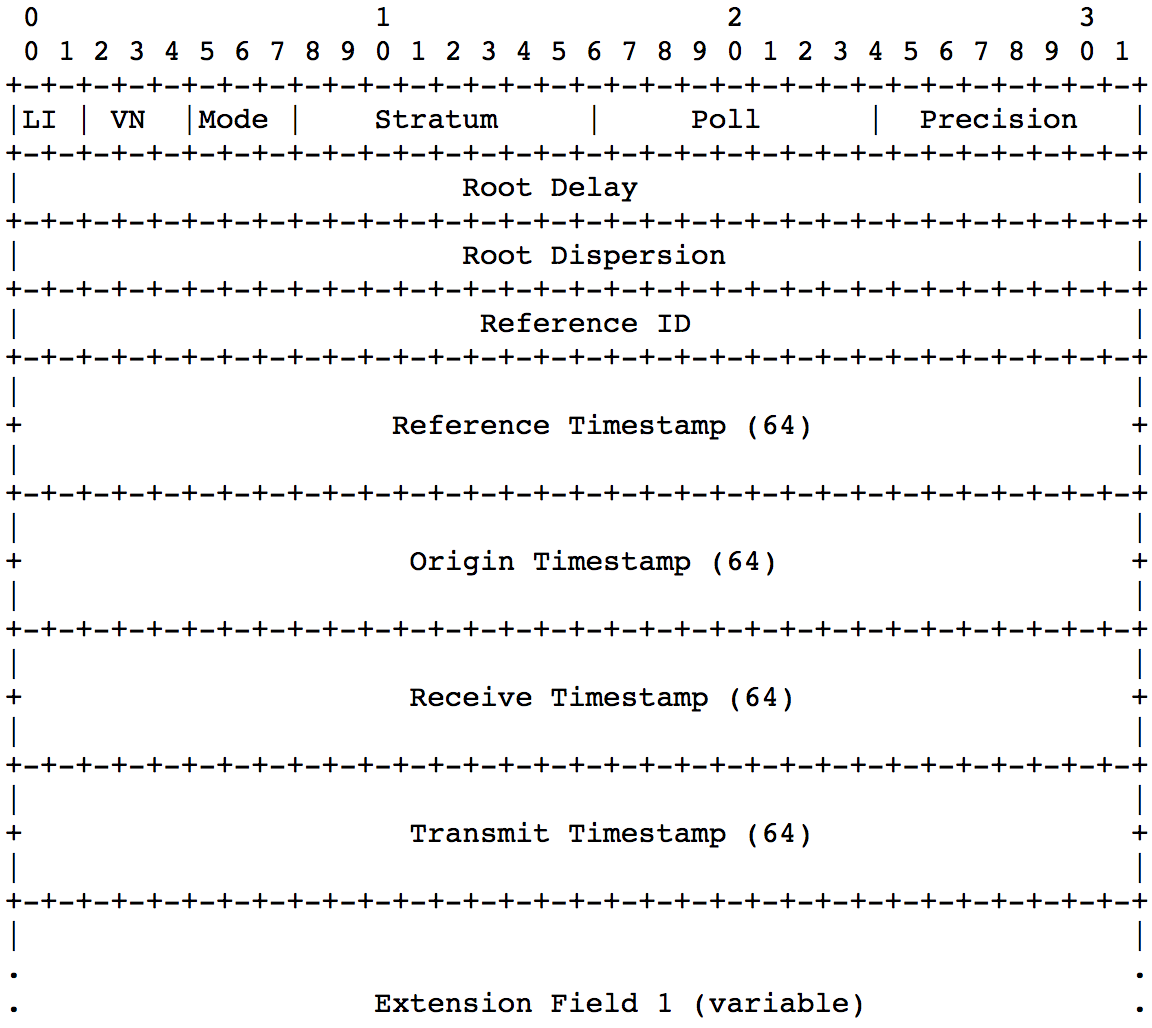 0                   1                   2                   3
 0 1 2 3 4 5 6 7 8 9 0 1 2 3 4 5 6 7 8 9 0 1 2 3 4 5 6 7 8 9 0 1
+-+-+-+-+-+-+-+-+-+-+-+-+-+-+-+-+-+-+-+-+-+-+-+-+-+-+-+-+-+-+-+-+
|LI | VN  |Mode |    Stratum     |     Poll      |  Precision   |
+-+-+-+-+-+-+-+-+-+-+-+-+-+-+-+-+-+-+-+-+-+-+-+-+-+-+-+-+-+-+-+-+
|                         Root Delay                            |
+-+-+-+-+-+-+-+-+-+-+-+-+-+-+-+-+-+-+-+-+-+-+-+-+-+-+-+-+-+-+-+-+
|                         Root Dispersion                       |
+-+-+-+-+-+-+-+-+-+-+-+-+-+-+-+-+-+-+-+-+-+-+-+-+-+-+-+-+-+-+-+-+
|                          Reference ID                         |
+-+-+-+-+-+-+-+-+-+-+-+-+-+-+-+-+-+-+-+-+-+-+-+-+-+-+-+-+-+-+-+-+
|                                                               |
+                     Reference Timestamp (64)                  +
|                                                               |
+-+-+-+-+-+-+-+-+-+-+-+-+-+-+-+-+-+-+-+-+-+-+-+-+-+-+-+-+-+-+-+-+
|                                                               |
+                      Origin Timestamp (64)                    +
|                                                               |
+-+-+-+-+-+-+-+-+-+-+-+-+-+-+-+-+-+-+-+-+-+-+-+-+-+-+-+-+-+-+-+-+
|                                                               |
+                      Receive Timestamp (64)                   +
|                                                               |
+-+-+-+-+-+-+-+-+-+-+-+-+-+-+-+-+-+-+-+-+-+-+-+-+-+-+-+-+-+-+-+-+
|                                                               |
+                      Transmit Timestamp (64)                  +
|                                                               |
+-+-+-+-+-+-+-+-+-+-+-+-+-+-+-+-+-+-+-+-+-+-+-+-+-+-+-+-+-+-+-+-+
|                                                               |
.                                                               .
.                    Extension Field 1 (variable)               .